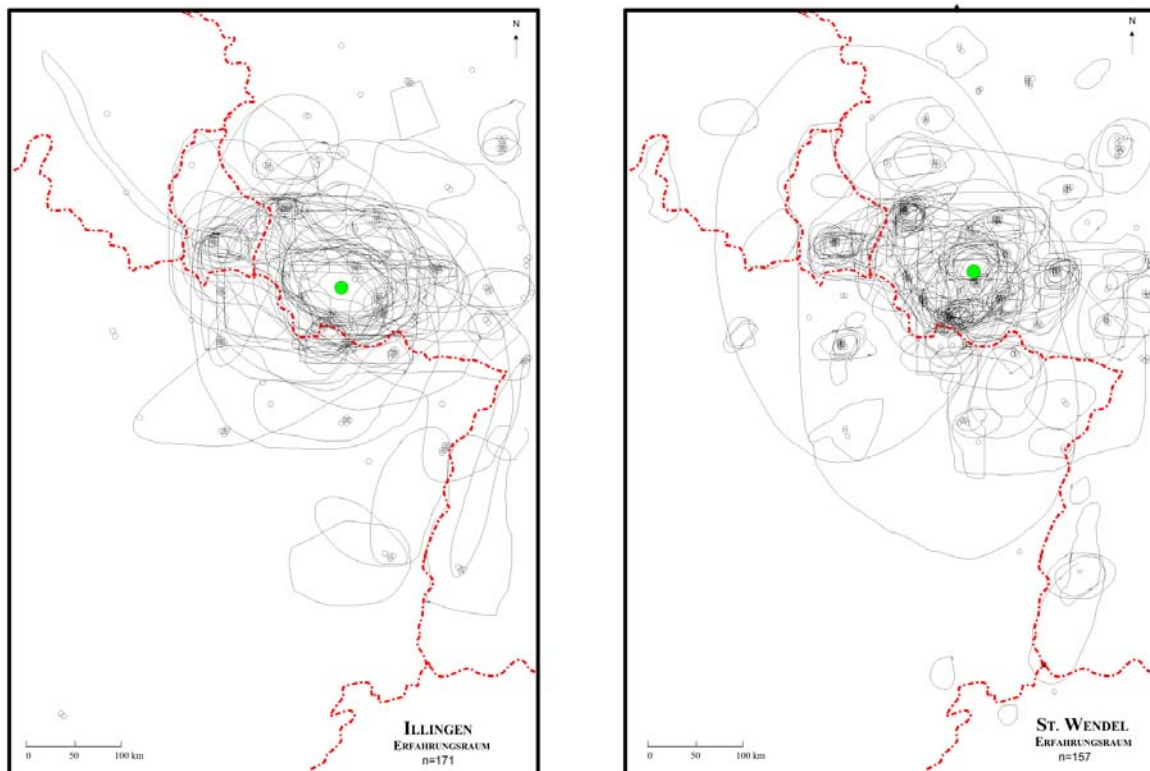 N
0 50 100 km
ILLINGEN
ERFAHRUNGSRAUM
n=171
N
0 50 100 km
ST. WENDEL
ERFAHRUNGSRAUM
n=157